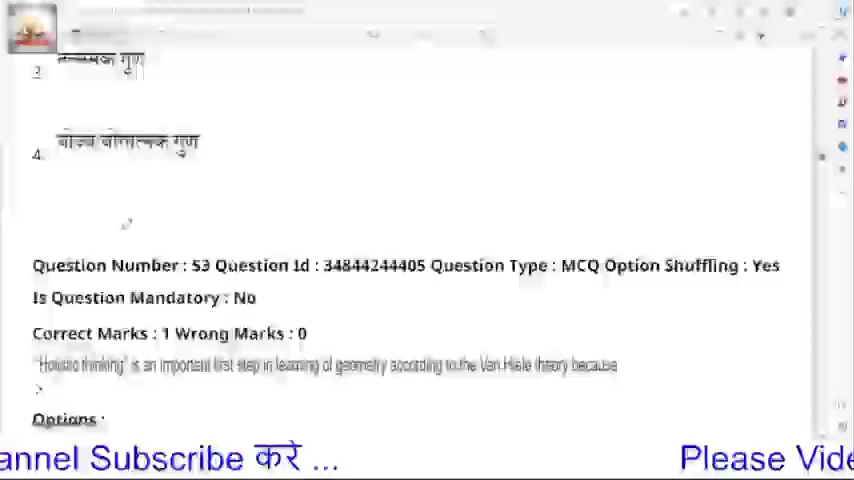 3. गुण
4. गुण
Question Number : 53 Question Id : 34844244405 Question Type : MCQ Option Shuffling : Yes
Is Question Mandatory : No
Correct Marks : 1 Wrong Marks : 0
"Holistic thinking" is an important first step in learning of geometry according to the Van Hiele theory because
Options :
annel Subscribe करे ... Please Vide